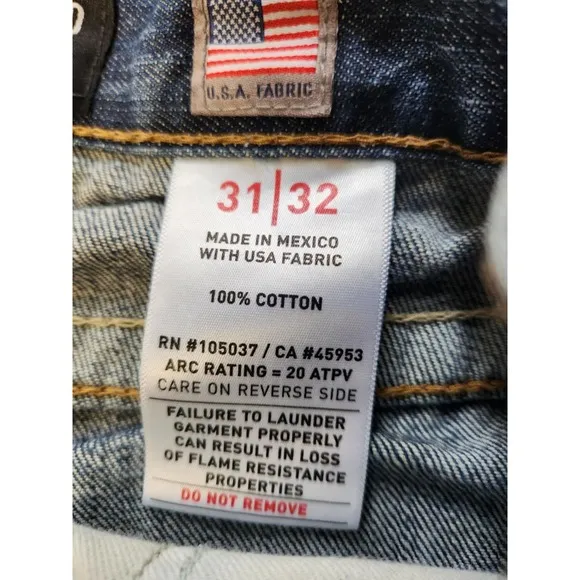 U.S.A. FABRIC
31|32
MADE IN MEXICO
WITH USA FABRIC
100% COTTON
RN #105037 / CA #45953
ARC RATING = 20 ATPV
CARE ON REVERSE SIDE
FAILURE TO LAUNDER
GARMENT PROPERLY
CAN RESULT IN LOSS
OF FLAME RESISTANCE
PROPERTIES
DO NOT REMOVE